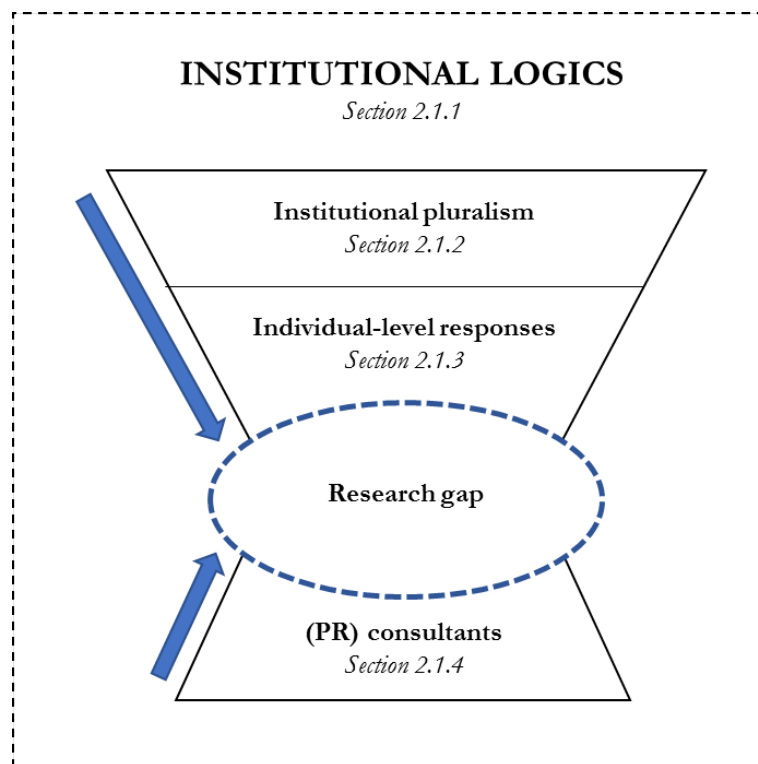 INSTITUTIONAL LOGICS
Section 2.1.1
Institutional pluralism
Section 2.1.2
Individual-level responses
Section 2.1.3
Research gap
(PR) consultants
Section 2.1.4